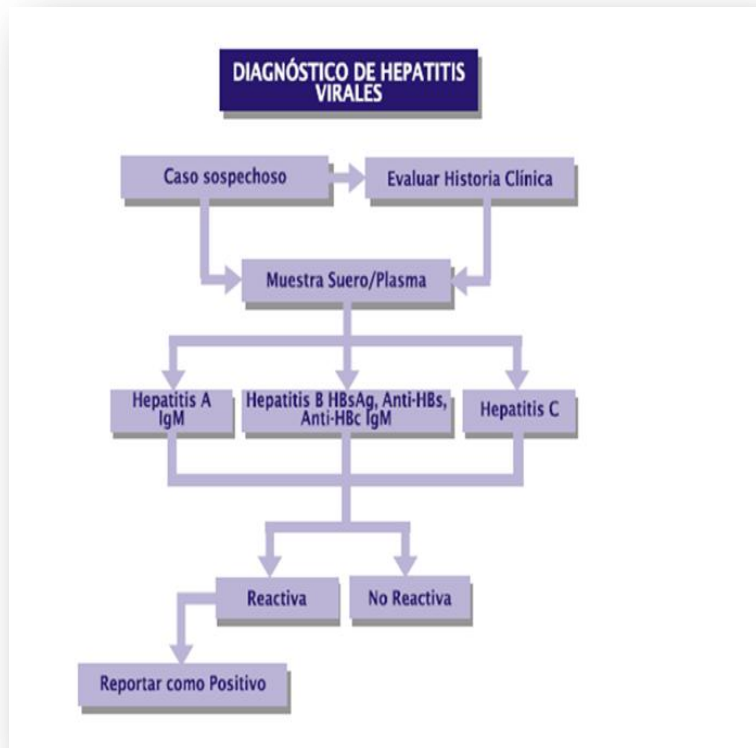 DIAGNÓSTICO DE HEPATITIS
VIRALES
Caso sospechoso
Evaluar Historia Clínica
Muestra Suero/Plasma
Hepatitis A
IgM
Hepatitis B HBsAg, Anti-HBs,
Anti-HBc IgM
Hepatitis C
Reactiva
No Reactiva
Reportar como Positivo